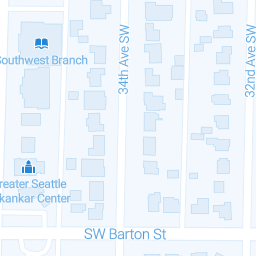 Southwest Branch
34th Ave SW
32nd Ave SW
reater Seattle
kankar Center
SW Barton St